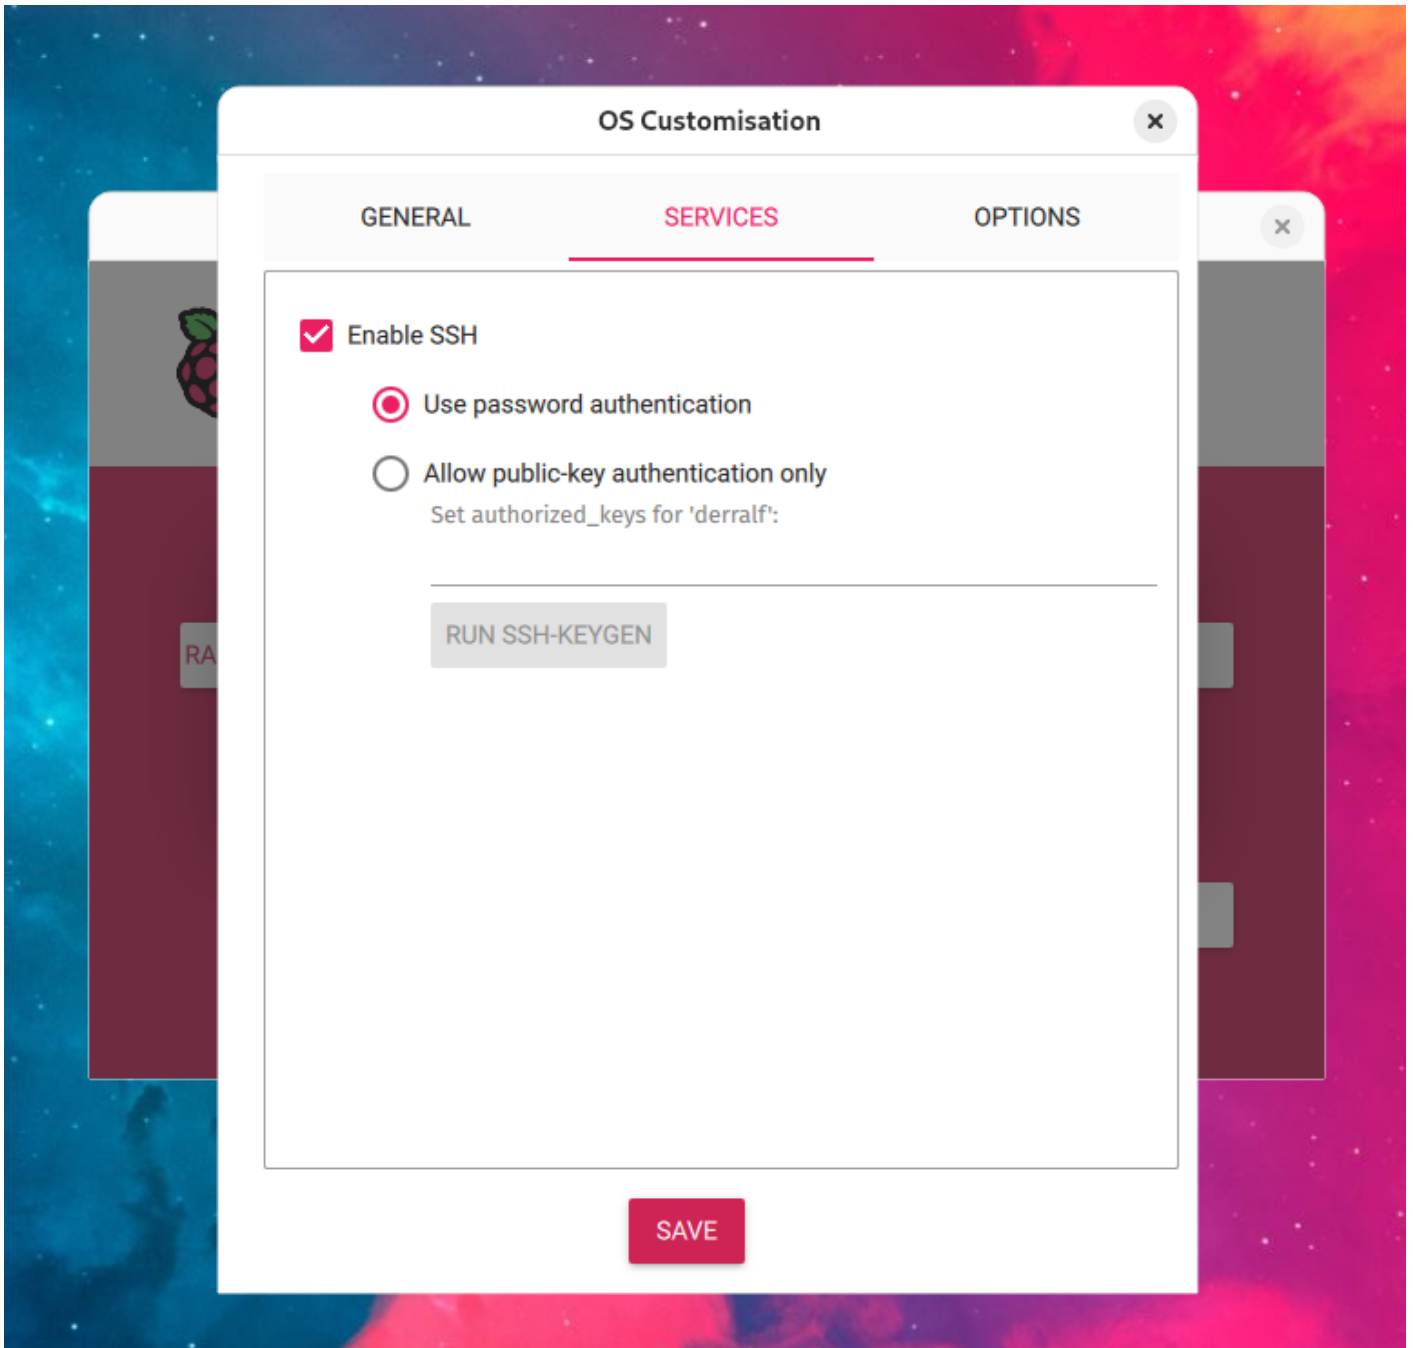 OS Customisation
GENERAL
SERVICES
OPTIONS
Enable SSH
Use password authentication
Allow public-key authentication only
Set authorized_keys for 'derralf':
RUN SSH-KEYGEN
RA
SAVE